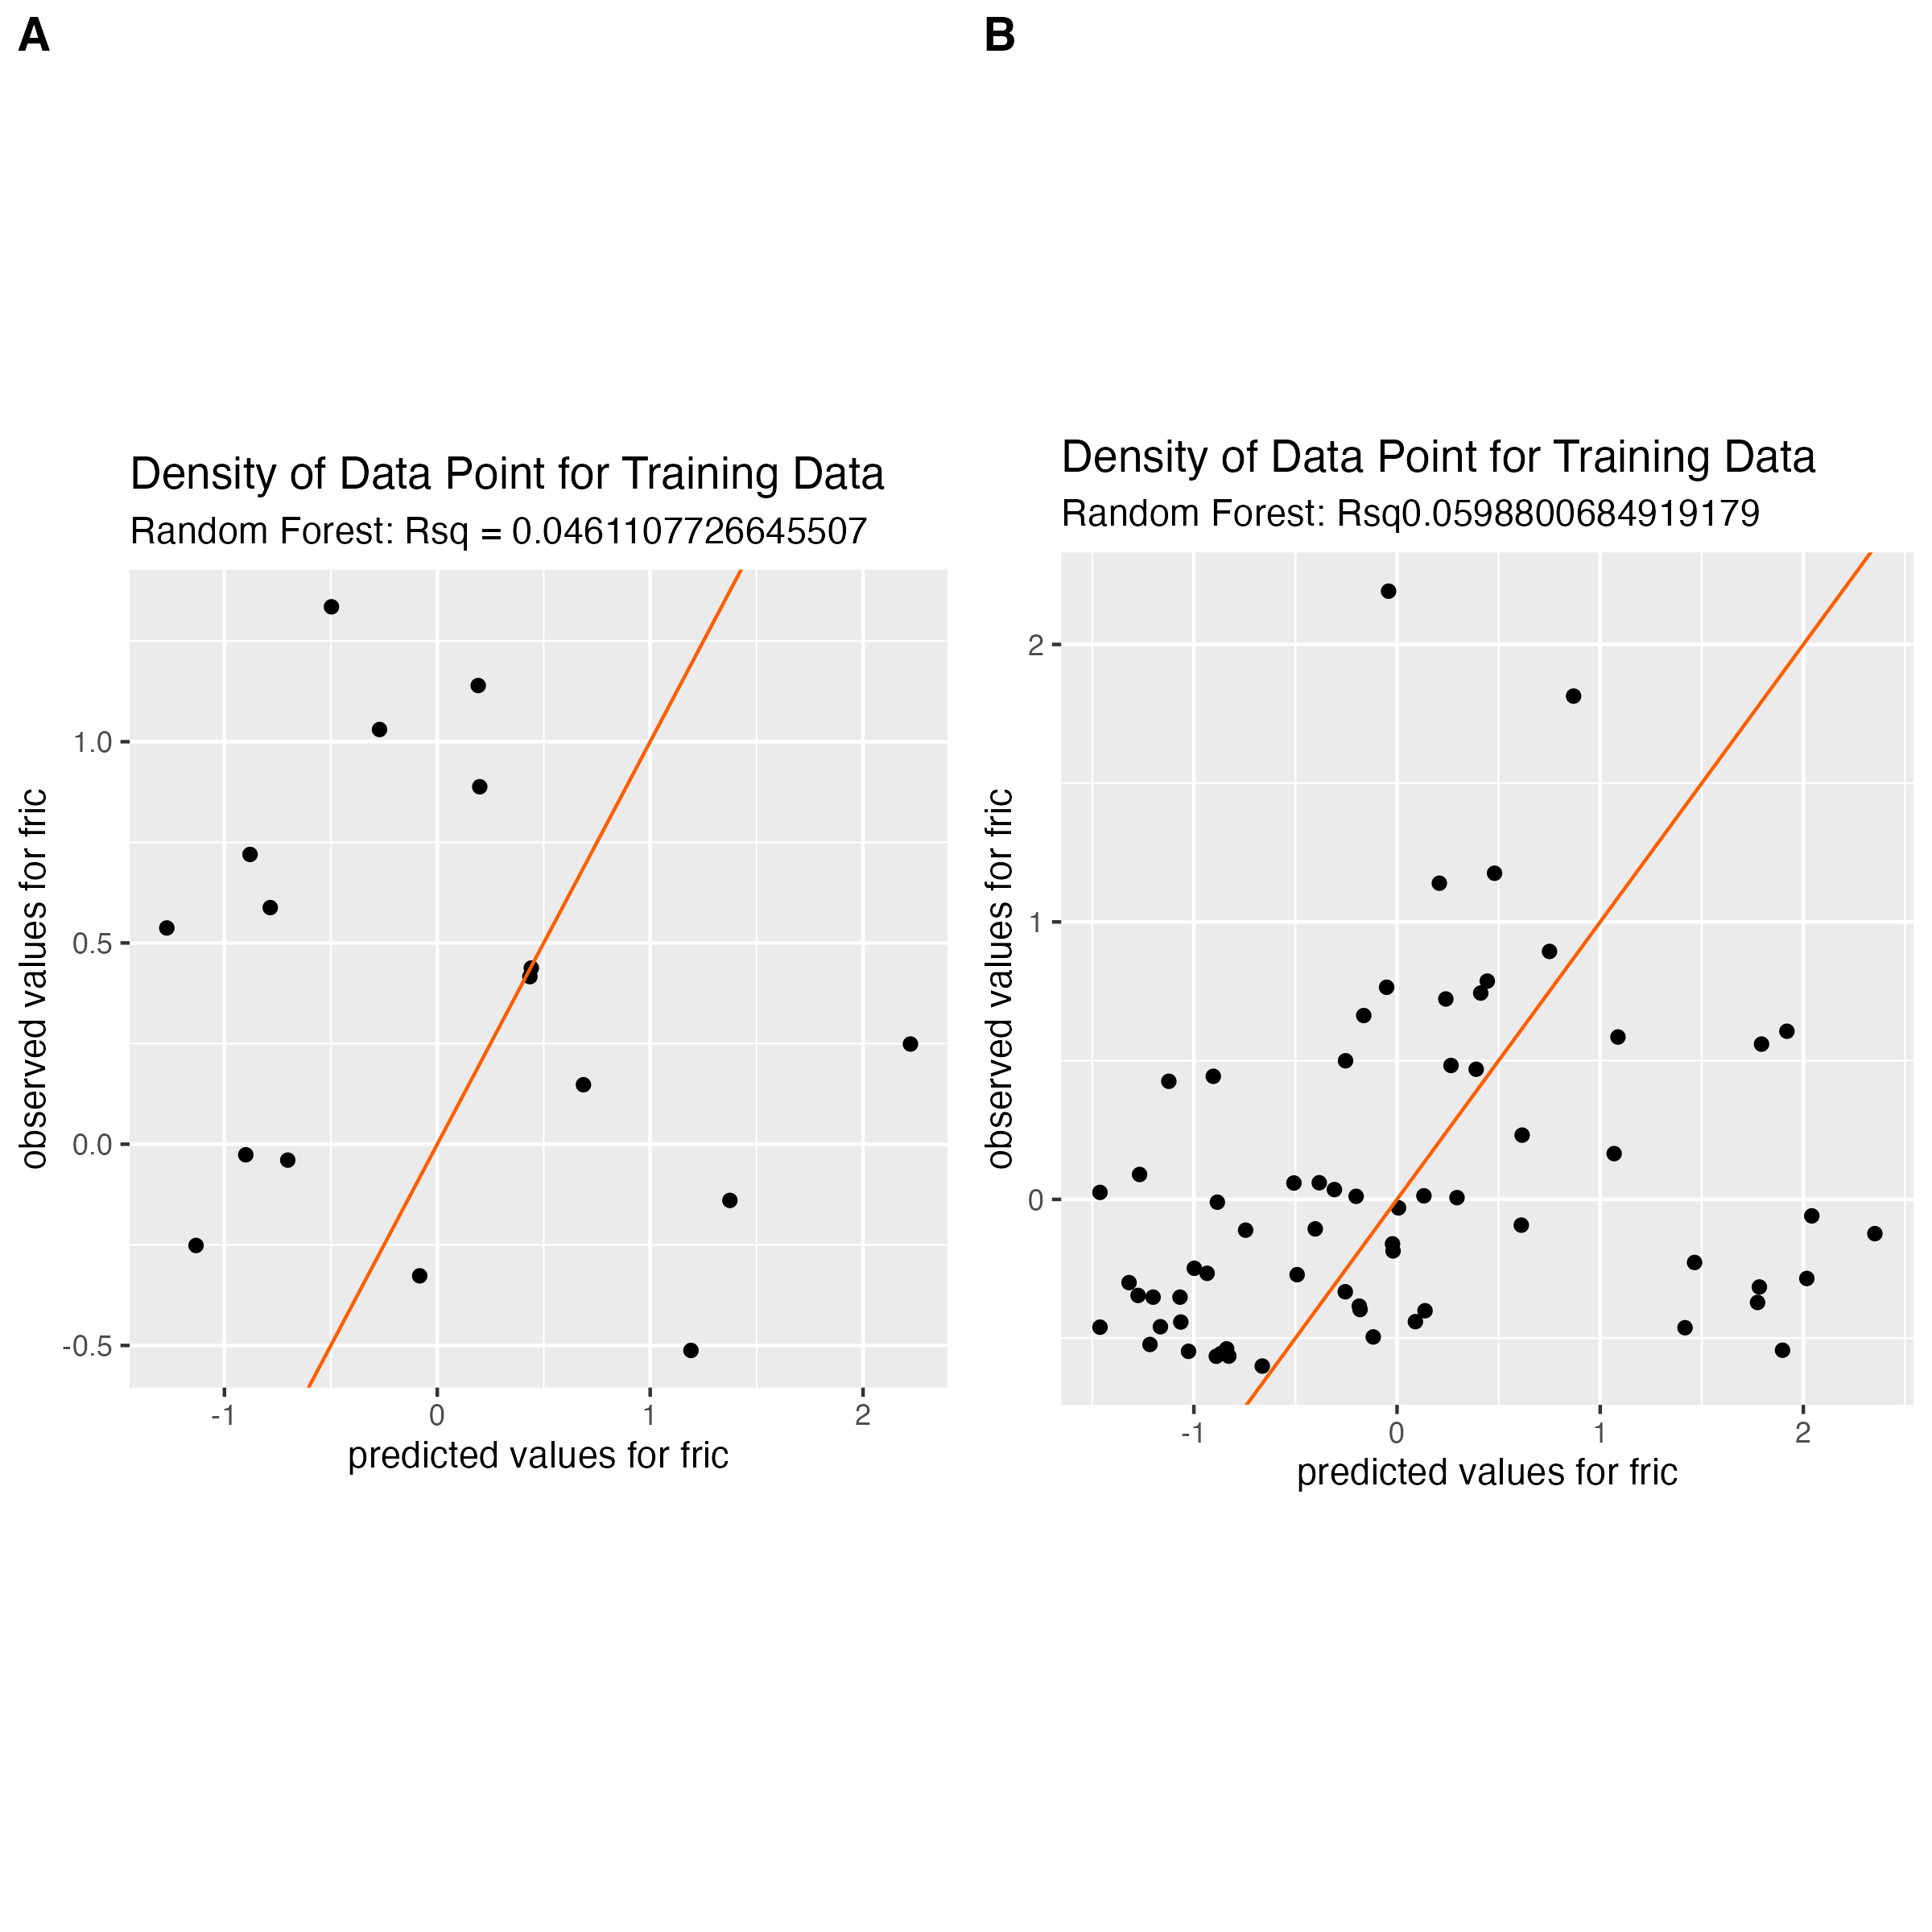 A
Density of Data Point for Training Data
Random Forest: Rsq = 0.0461107726645507
observed values for fric
1.0
0.5
0.0
-0.5
-1
0
1
2
predicted values for fric
B
Density of Data Point for Training Data
Random Forest: Rsq0.0598800684919179
observed values for fric
2
1
0
-1
0
1
2
predicted values for fric